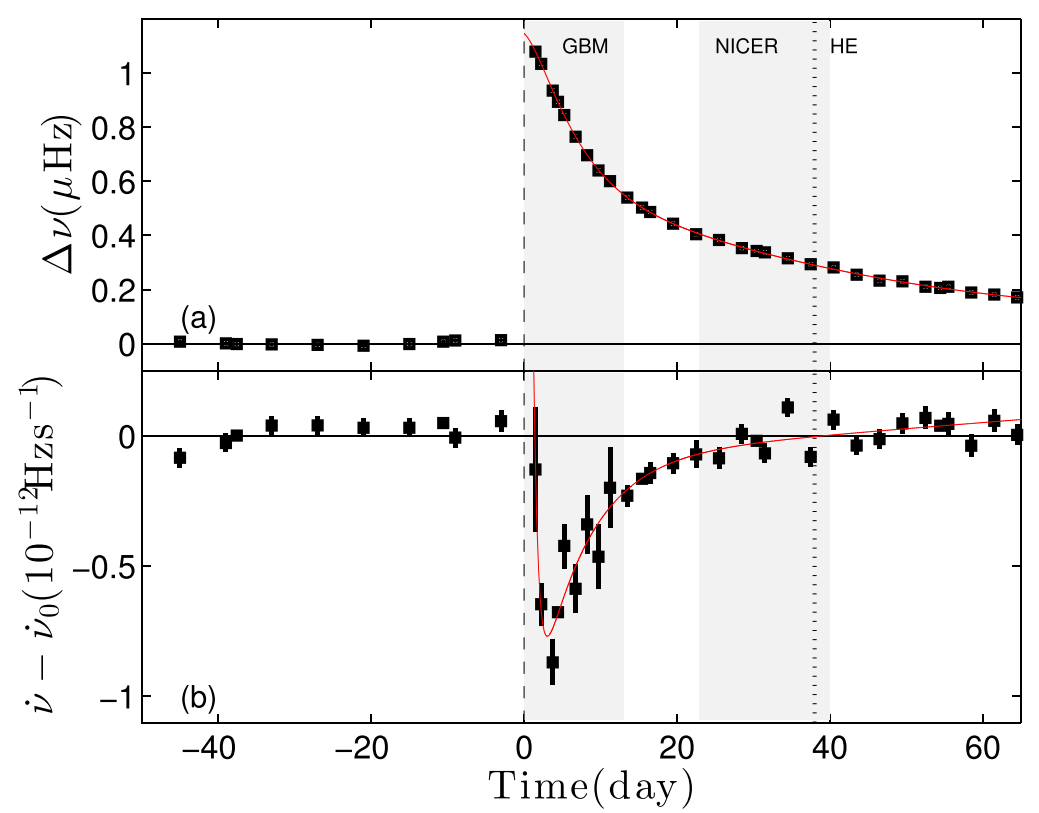 GBM NICER HE
1
0.8
0.6
0.4
0.2
0
Δν(μHz)
(a)
0
−0.5
−1
ν̇ − ν̇₀(10⁻¹²Hzs⁻¹)
(b)
−40 −20 0 20 40 60
Time(day)